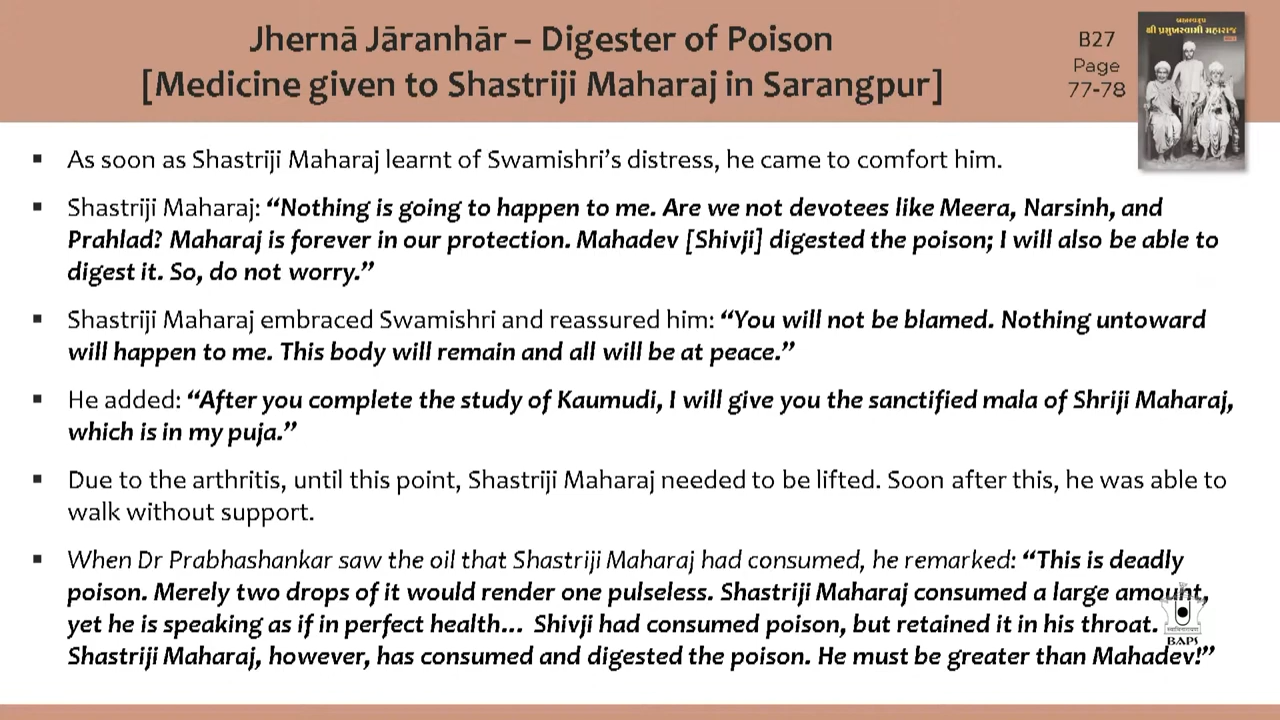 Jhernā Jāranhār – Digester of Poison
[Medicine given to Shastriji Maharaj in Sarangpur]
B27
Page
77-78
બ્રહ્મસ્વરૂપ
શ્રી પ્રમુખસ્વામી મહારાજ
▪ As soon as Shastriji Maharaj learnt of Swamishri’s distress, he came to comfort him.
▪ Shastriji Maharaj: “Nothing is going to happen to me. Are we not devotees like Meera, Narsinh, and
Prahlad? Maharaj is forever in our protection. Mahadev [Shivji] digested the poison; I will also be able to
digest it. So, do not worry.”
▪ Shastriji Maharaj embraced Swamishri and reassured him: “You will not be blamed. Nothing untoward
will happen to me. This body will remain and all will be at peace.”
▪ He added: “After you complete the study of Kaumudi, I will give you the sanctified mala of Shriji Maharaj,
which is in my puja.”
▪ Due to the arthritis, until this point, Shastriji Maharaj needed to be lifted. Soon after this, he was able to
walk without support.
▪ When Dr Prabhashankar saw the oil that Shastriji Maharaj had consumed, he remarked: “This is deadly
poison. Merely two drops of it would render one pulseless. Shastriji Maharaj consumed a large amount,
yet he is speaking as if in perfect health… Shivji had consumed poison, but retained it in his throat.
Shastriji Maharaj, however, has consumed and digested the poison. He must be greater than Mahadev!”
BAPS